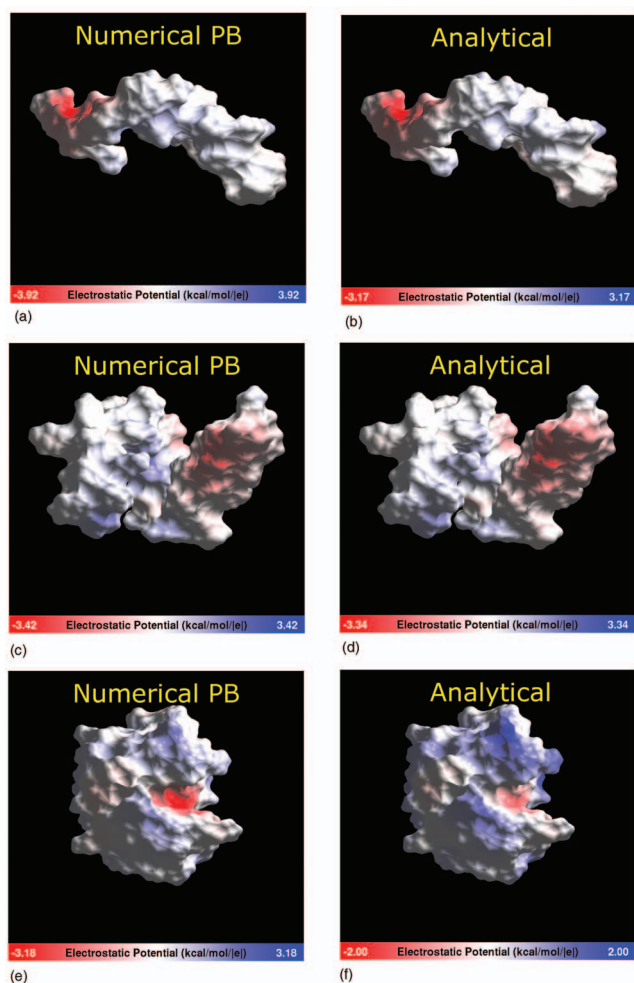 Numerical PB
Analytical
-3.92 Electrostatic Potential (kcal/mol/|e|) 3.92
-3.17 Electrostatic Potential (kcal/mol/|e|) 3.17
(a)
(b)
Numerical PB
Analytical
-3.42 Electrostatic Potential (kcal/mol/|e|) 3.42
-3.34 Electrostatic Potential (kcal/mol/|e|) 3.34
(c)
(d)
Numerical PB
Analytical
-3.18 Electrostatic Potential (kcal/mol/|e|) 3.18
-2.00 Electrostatic Potential (kcal/mol/|e|) 2.00
(e)
(f)